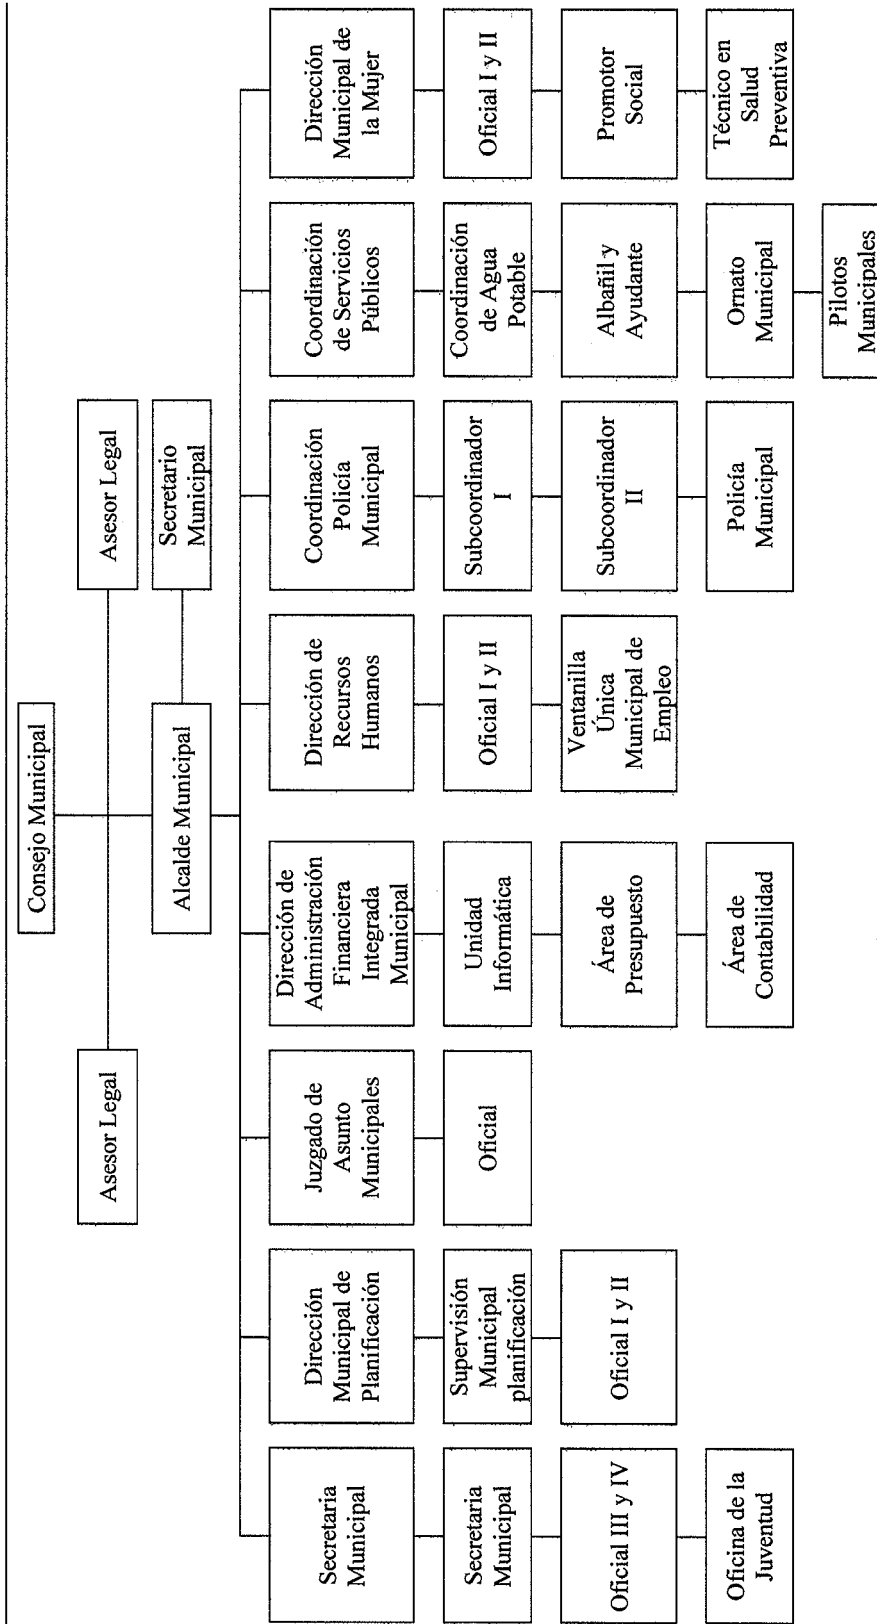 Consejo Municipal
Asesor Legal
Asesor Legal
Alcalde Municipal
Secretario
Municipal
Secretaria
Municipal
Secretaria
Municipal
Oficial III y IV
Oficina de la
Juventud
Dirección
Municipal de
Planificación
Supervisión
Municipal
planificación
Oficial I y II
Juzgado de
Asunto
Municipales
Oficial
Dirección de
Administración
Financiera
Integrada
Municipal
Unidad
Informática
Área de
Presupuesto
Área de
Contabilidad
Dirección de
Recursos
Humanos
Oficial I y II
Ventanilla
Única
Municipal de
Empleo
Coordinación
Policía
Municipal
Subcoordinador
I
Subcoordinador
II
Policía
Municipal
Coordinación
de Servicios
Públicos
Coordinación
de Agua
Potable
Albañil y
Ayudante
Ornato
Municipal
Pilotos
Municipales
Dirección
Municipal de
la Mujer
Oficial I y II
Promotor
Social
Técnico en
Salud
Preventiva